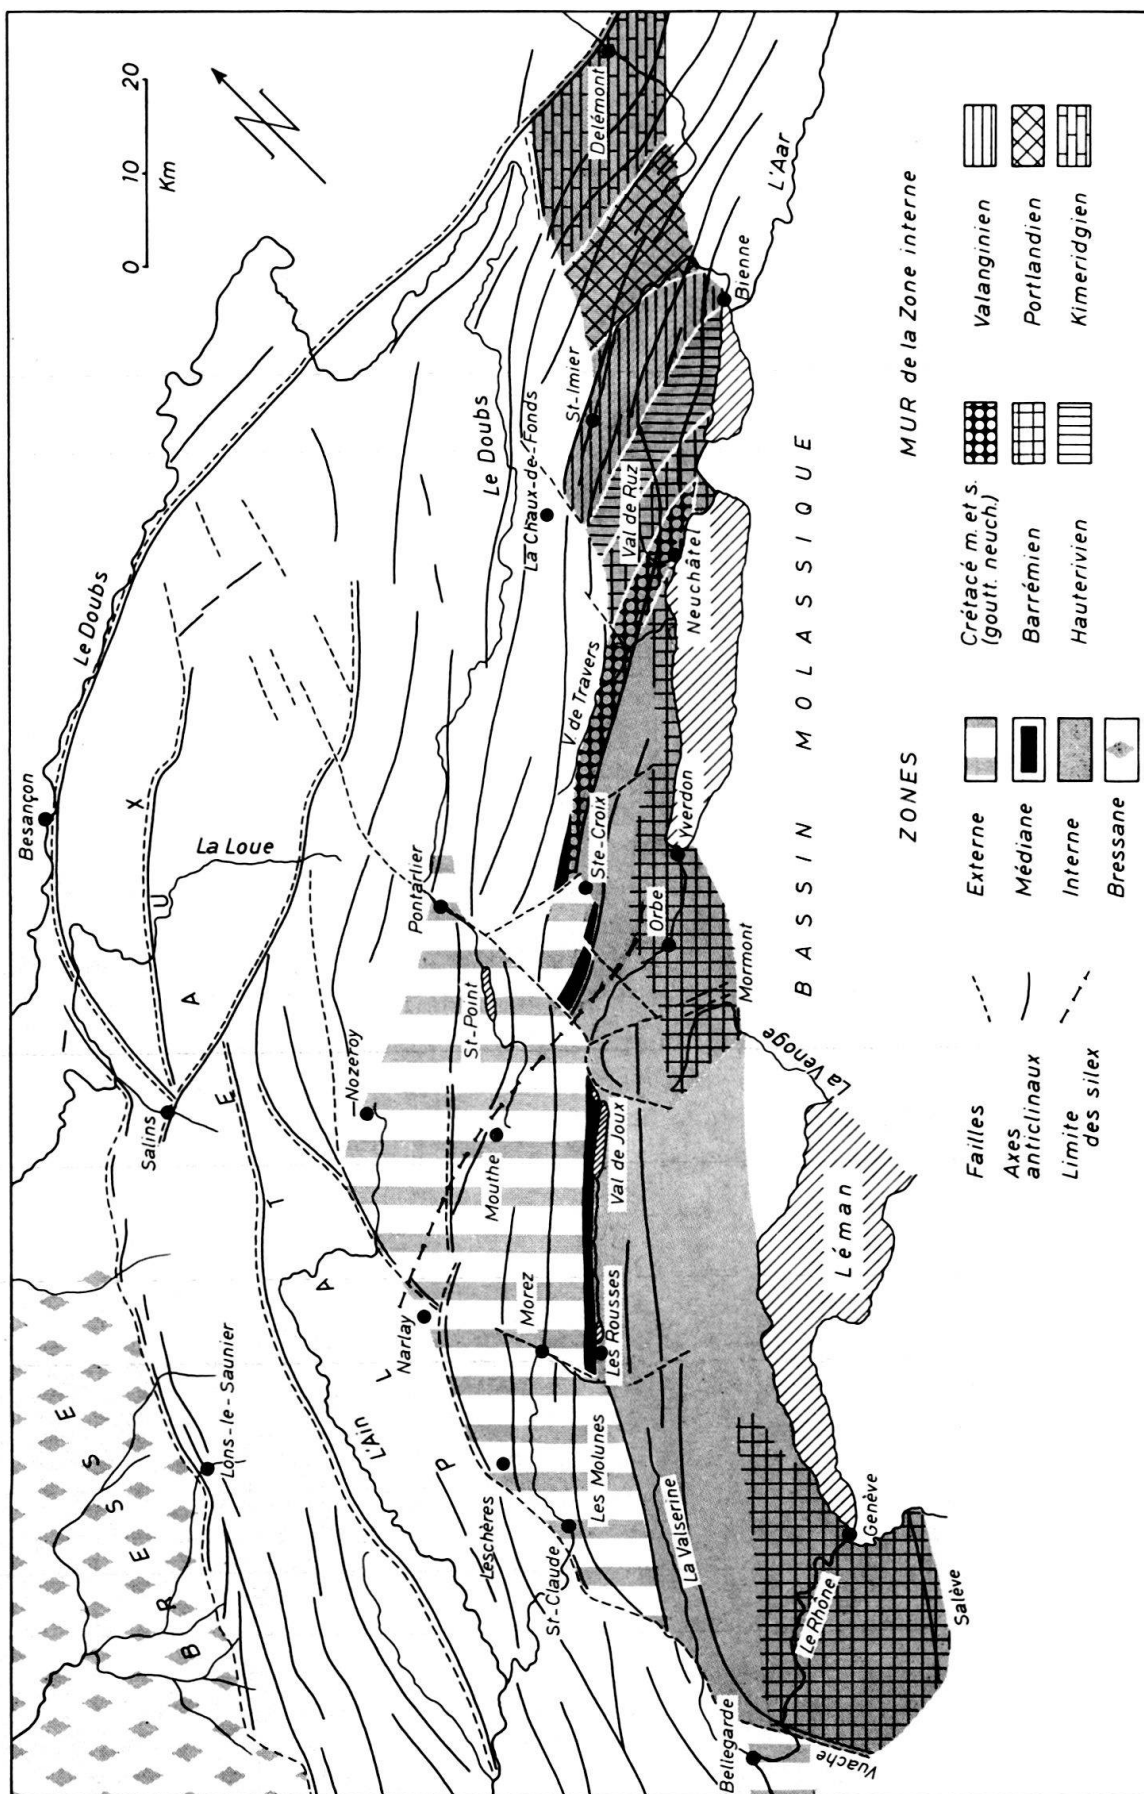 0 10 20
Km
Besançon
Le Doubs
La Loue
Salins
Lons-le-Saunier
B R E S S E
P L A T E A U X
L'Ain
Nozeroy
Narlay
Pontarlier
St-Point
Mouthe
Morez
Leschères
St-Claude
Les Molunes
Les Rousses
Val de Joux
La Valserine
Bellegarde
Vuache
Le Rhône
Genève
Salève
Léman
La Venoge
Mormont
Orbe
Yverdon
Ste-Croix
V. de Travers
Neuchâtel
Val de Ruz
La Chaux-de-Fonds
Le Doubs
St-Imier
Bienne
L'Aar
Delémont
BASSIN MOLASSIQUE
ZONES
MUR de la Zone interne
Failles
Axes
anticlinaux
Limite
des silex
Externe
Médiane
Interne
Bressane
Crétacé m. et s.
(goutt. neuch.)
Barrémien
Hauterivien
Valanginien
Portlandien
Kimeridgien